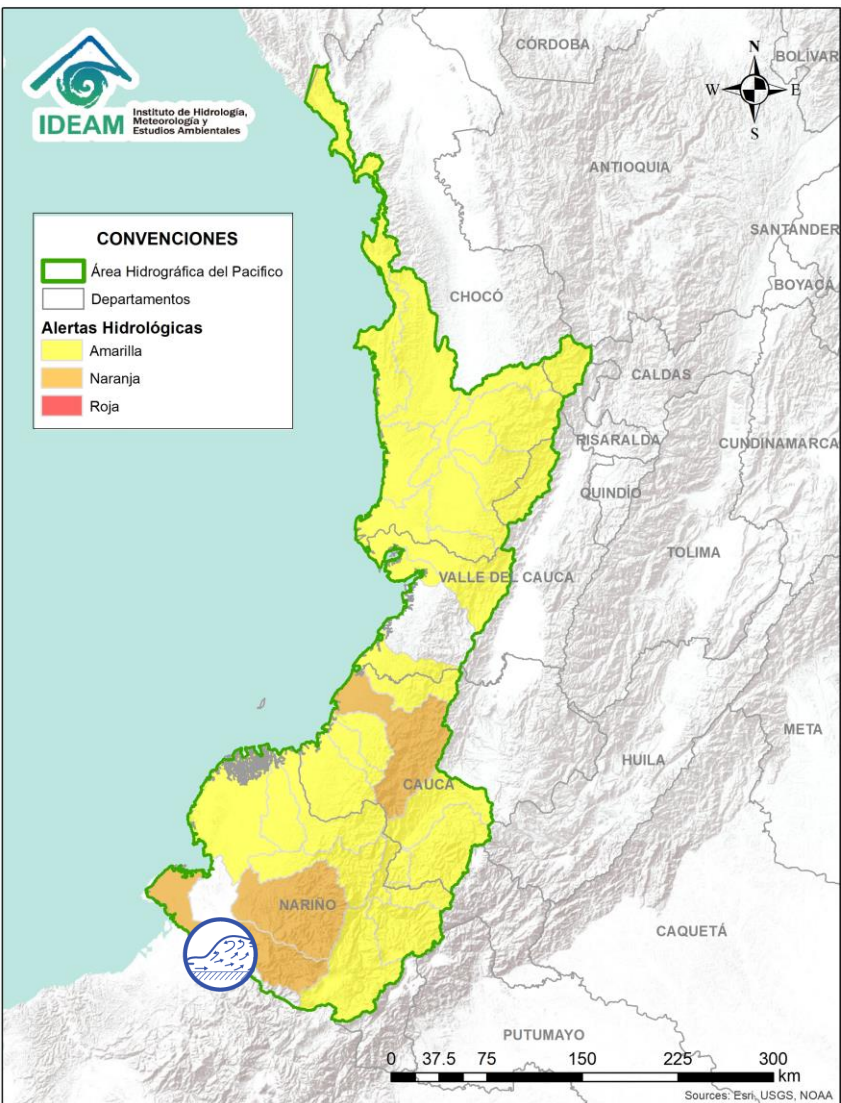 IDEAM
Instituto de Hidrología,
Meteorología y
Estudios Ambientales
CONVENCIONES
Área Hidrográfica del Pacifico
Departamentos
Alertas Hidrológicas
Amarilla
Naranja
Roja
N
W
E
S
CÓRDOBA
BOLÍVAR
ANTIOQUIA
SANTANDER
BOYACÁ
CHOCÓ
CALDAS
RISARALDA
CUNDINAMARCA
QUINDÍO
TOLIMA
VALLE DEL CAUCA
META
HUILA
CAUCA
NARIÑO
CAQUETÁ
PUTUMAYO
0 37.5 75 150 225 300
km
Sources: Esri, USGS, NOAA